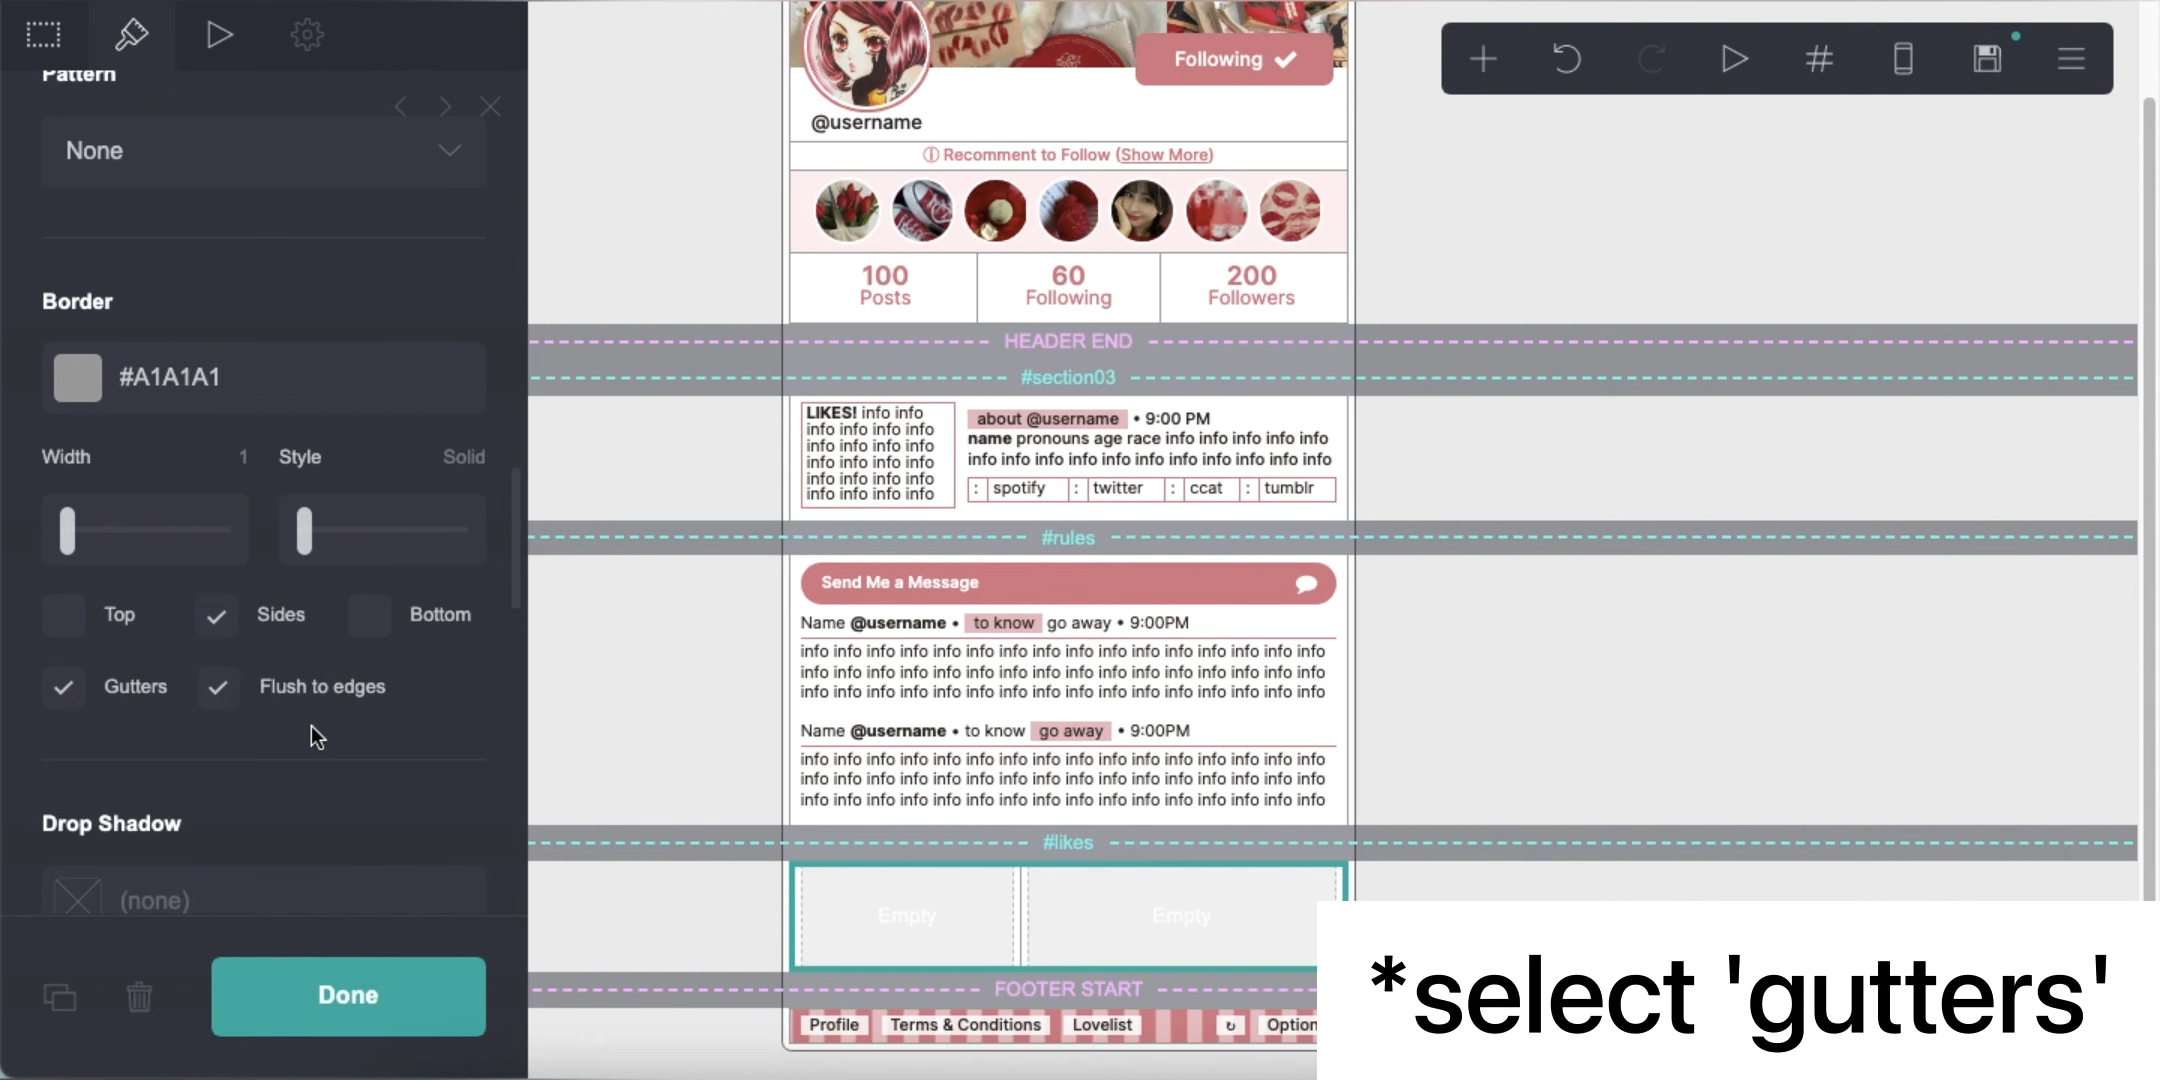 Pattern
None
Border
#A1A1A1
Width 1 Style Solid
Top Sides Bottom
Gutters Flush to edges
Drop Shadow
(none)
Done
Following
@username
Recomment to Follow (Show More)
100 60 200
Posts Following Followers
HEADER END
#section03
LIKES! info info
info info info info
info info info info
info info info info
info info info info
info info info info
about @username • 9:00 PM
name pronouns age race info info info info info
info info info info info info info info info info info
: spotify : twitter : ccat : tumblr
#rules
Send Me a Message
Name @username • to know go away • 9:00PM
info info info info info info info info info info info info info info info info
info info info info info info info info info info info info info info info info
info info info info info info info info info info info info info info info info
Name @username • to know go away • 9:00PM
info info info info info info info info info info info info info info info info
info info info info info info info info info info info info info info info info
info info info info info info info info info info info info info info info info
#likes
Empty Empty
FOOTER START
Profile Terms & Conditions Lovelist ↻ Option
*select 'gutters'